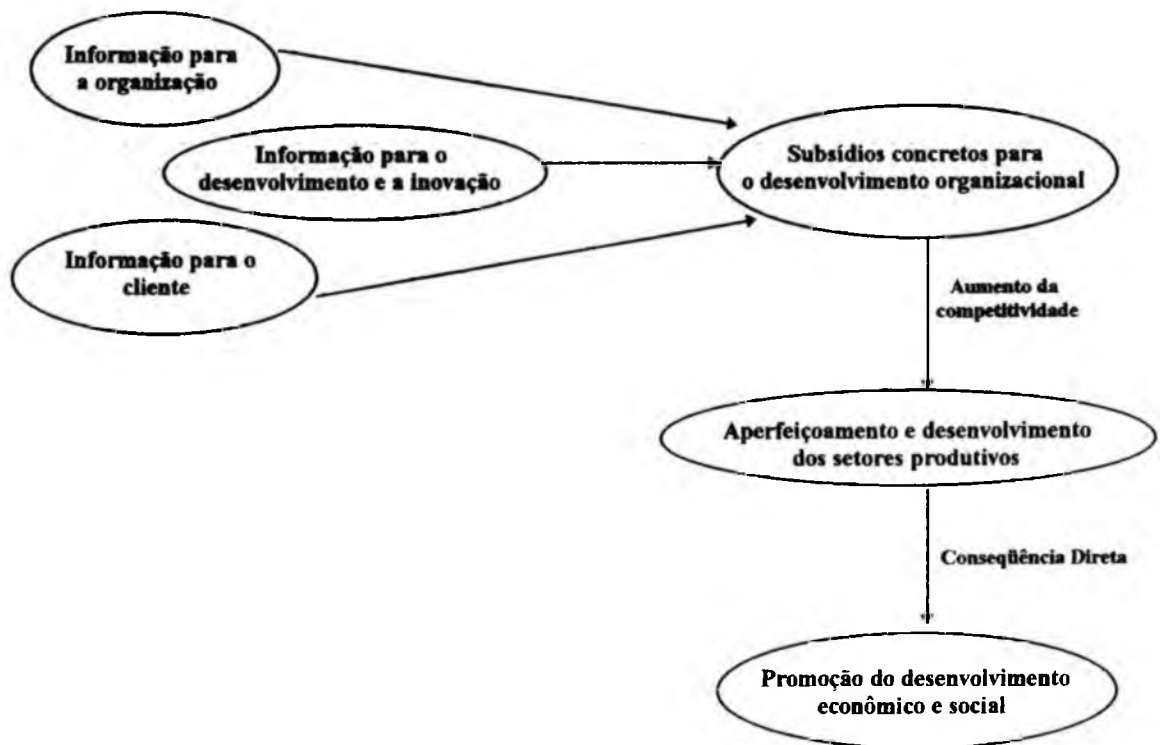 Informação para
a organização
Informação para o
desenvolvimento e a inovação
Informação para o
cliente
Subsídios concretos para
o desenvolvimento organizacional
Aumento da
competitividade
Aperfeiçoamento e desenvolvimento
dos setores produtivos
Conseqüência Direta
Promoção do desenvolvimento
econômico e social